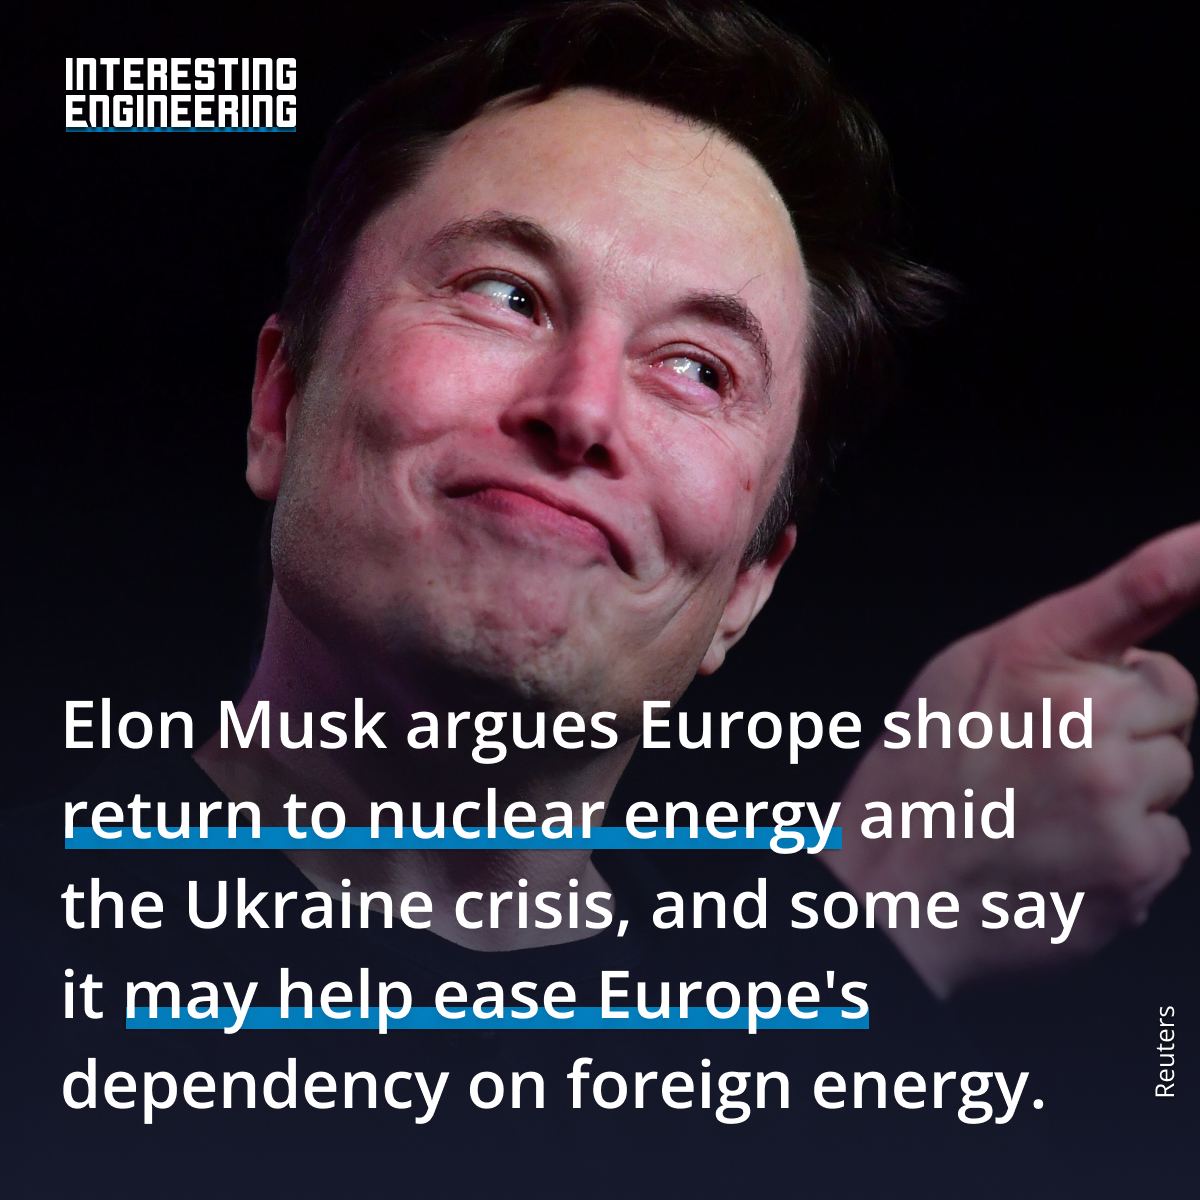 INTERESTING
ENGINEERING
Elon Musk argues Europe should
return to nuclear energy amid
the Ukraine crisis, and some say
it may help ease Europe's
dependency on foreign energy.
Reuters